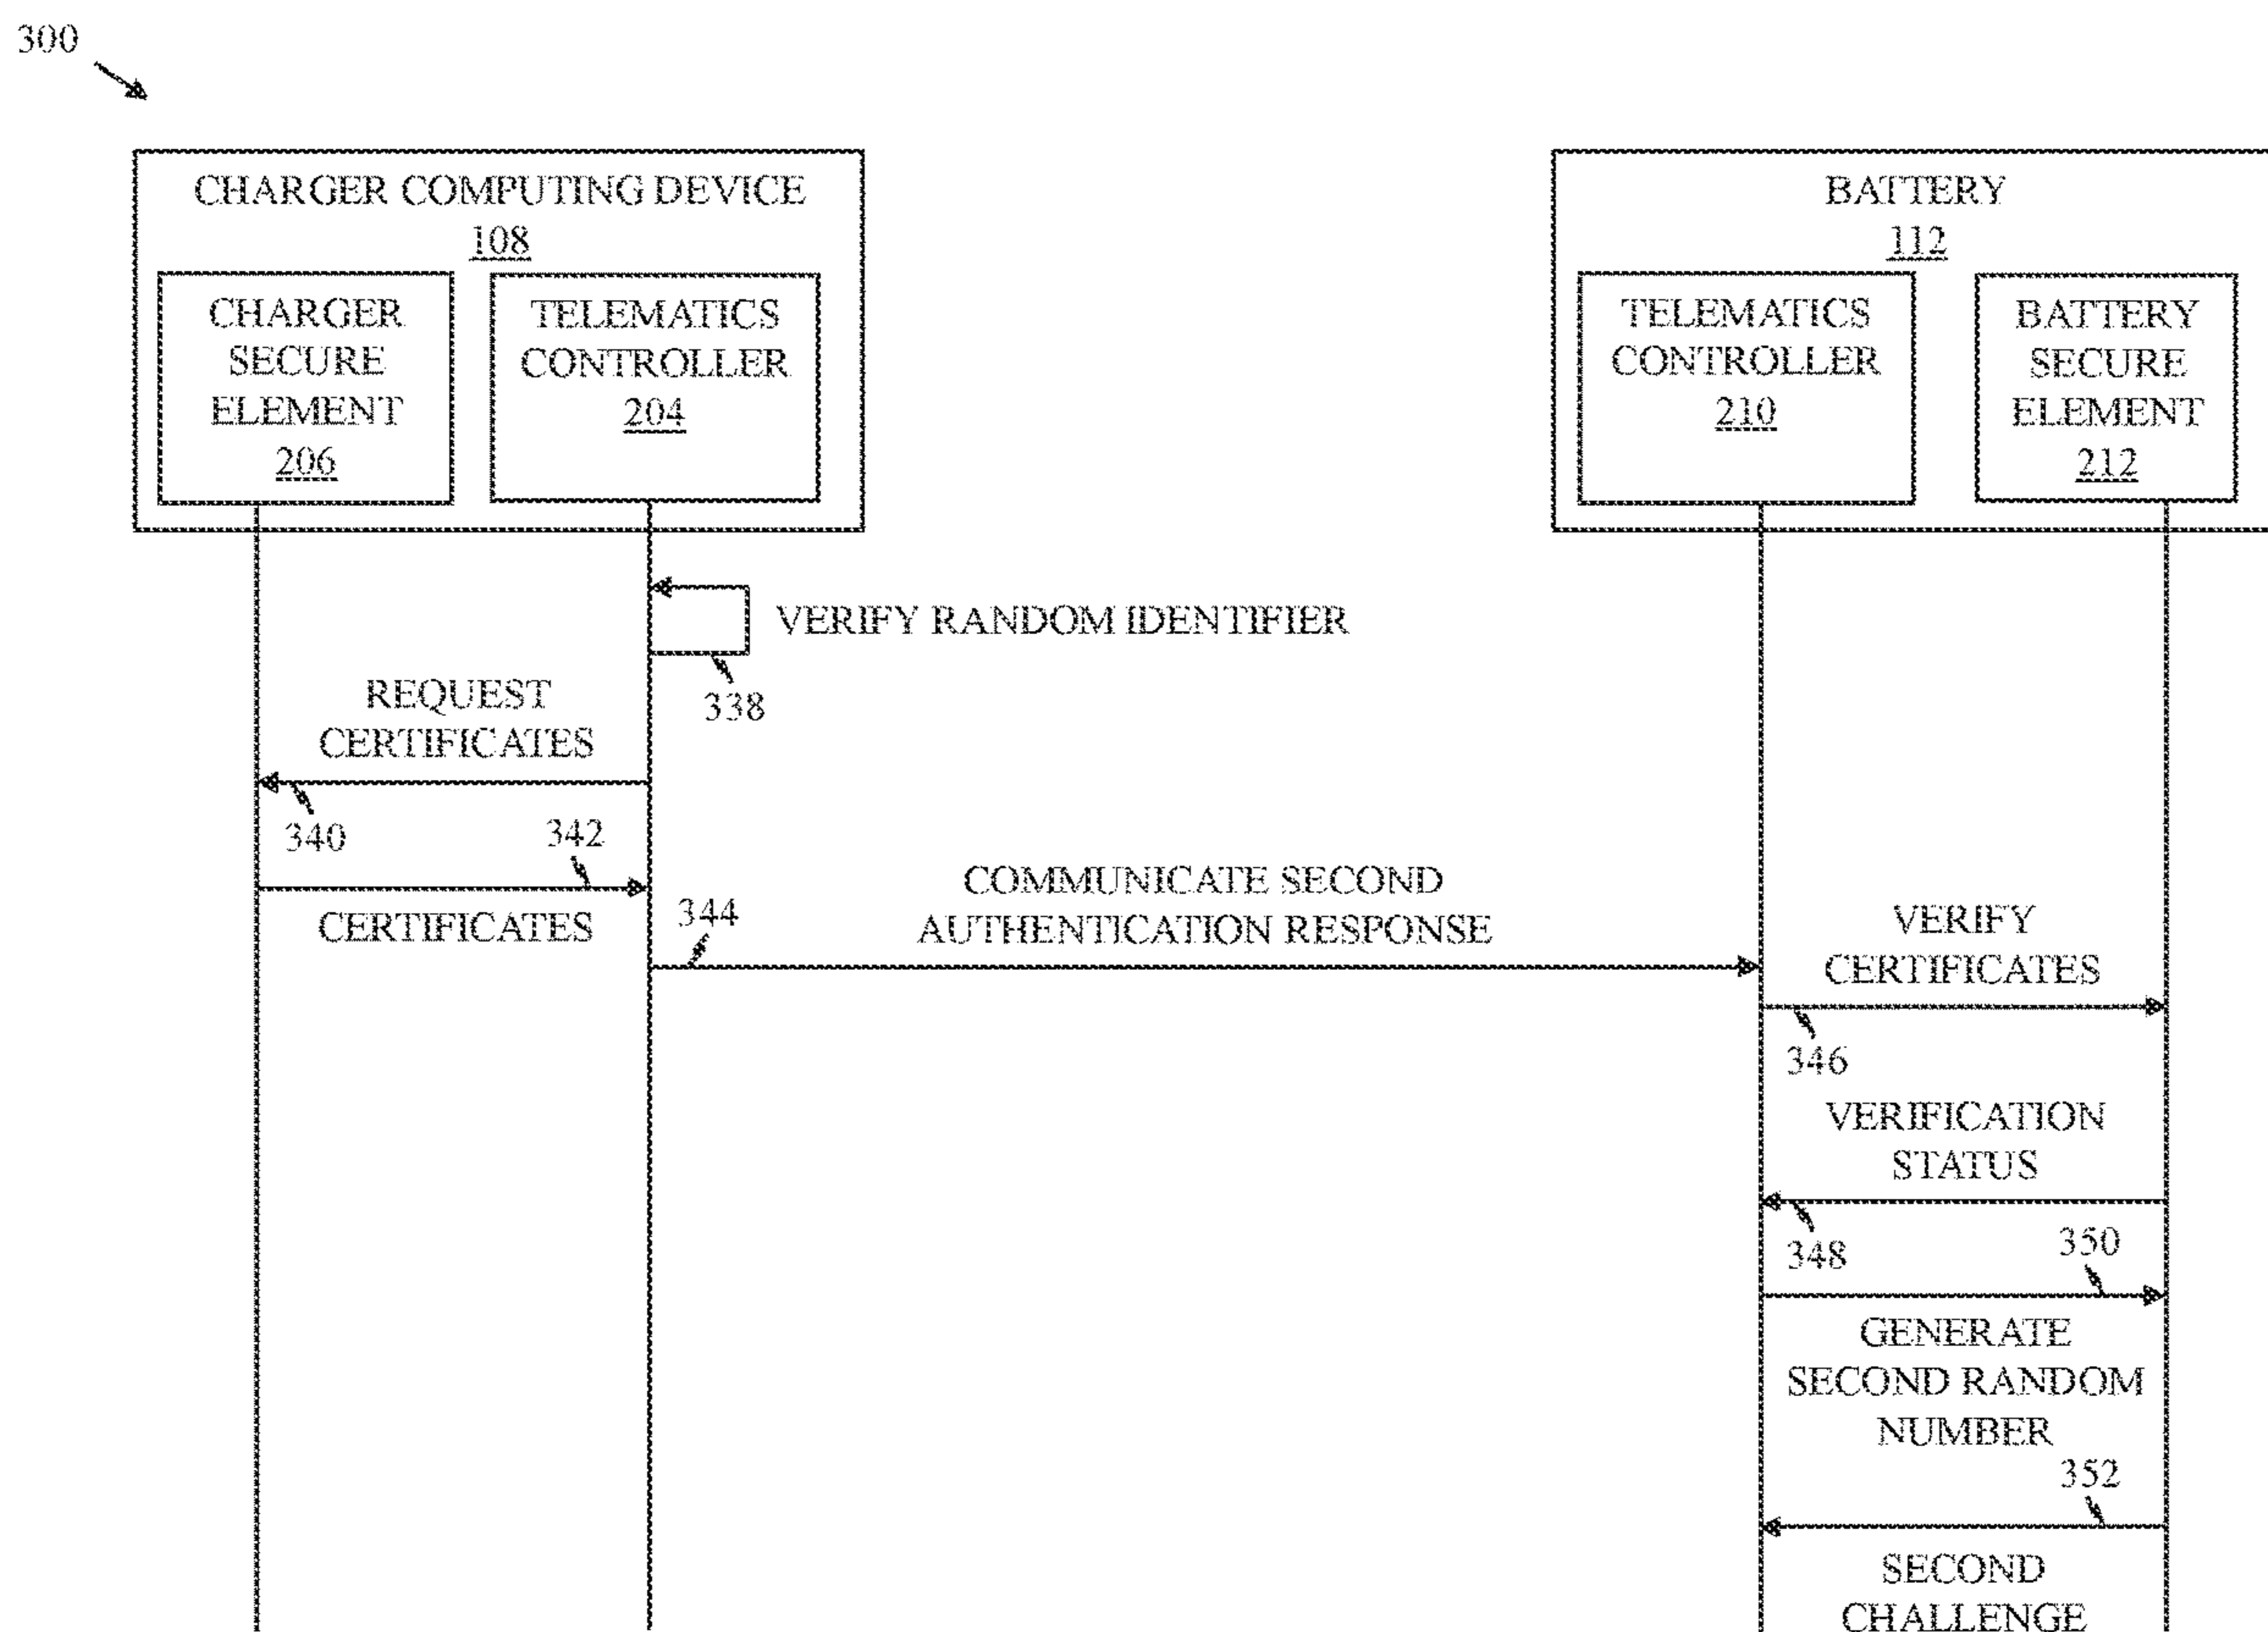 300
CHARGER COMPUTING DEVICE
108
CHARGER
SECURE
ELEMENT
206
TELEMATICS
CONTROLLER
204
BATTERY
112
TELEMATICS
CONTROLLER
210
BATTERY
SECURE
ELEMENT
212
VERIFY RANDOM IDENTIFIER
338
REQUEST
CERTIFICATES
340
342
CERTIFICATES
344
COMMUNICATE SECOND
AUTHENTICATION RESPONSE
VERIFY
CERTIFICATES
346
VERIFICATION
STATUS
348
350
GENERATE
SECOND RANDOM
NUMBER
352
SECOND
CHALLENGE